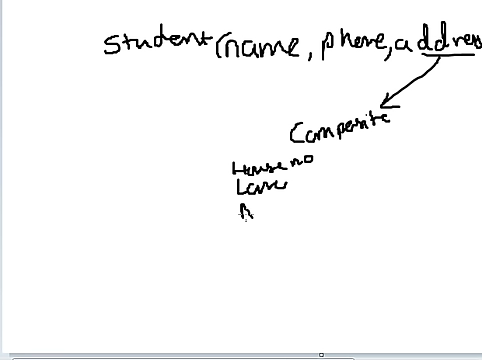 Student(name, phone, address
Composite
House no
Lane
A